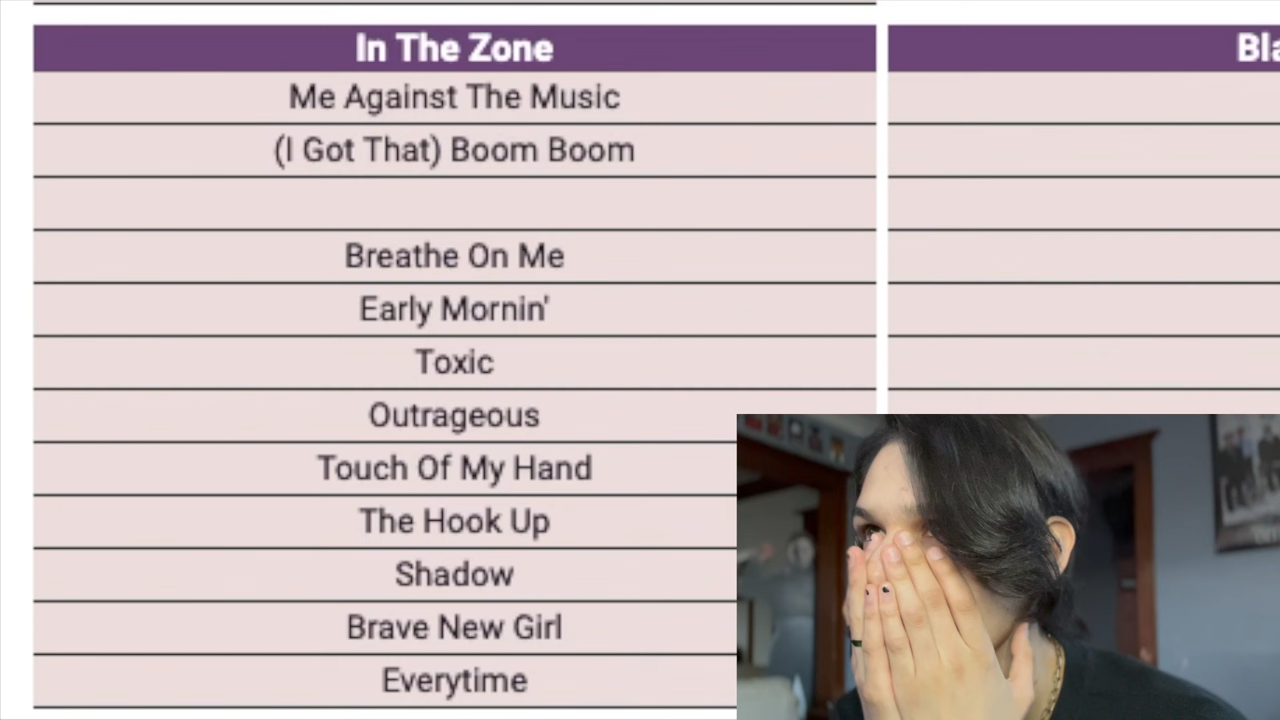 In The Zone
Bla
Me Against The Music
(I Got That) Boom Boom
Breathe On Me
Early Mornin'
Toxic
Outrageous
Touch Of My Hand
The Hook Up
Shadow
Brave New Girl
Everytime